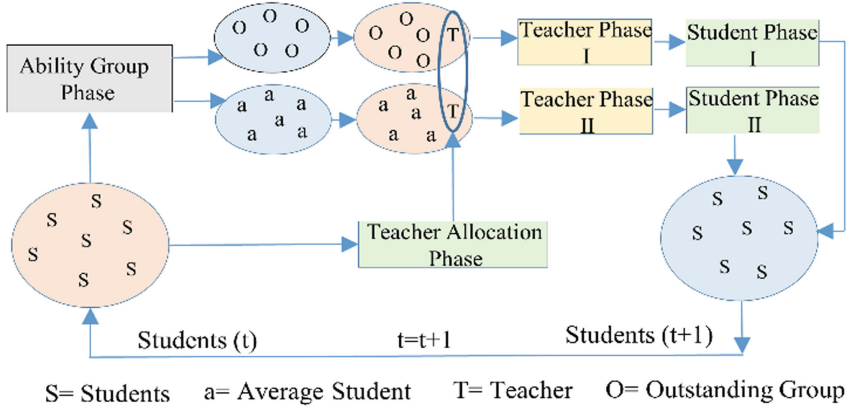 O O O O O
O O O O O T
Teacher Phase
I
Student Phase
I
Ability Group
Phase
a a a a a a
a a a a a T
Teacher Phase
II
Student Phase
II
S S S S S S S
Teacher Allocation
Phase
S S S S S S S
Students (t)
t=t+1
Students (t+1)
S= Students
a= Average Student
T= Teacher
O= Outstanding Group